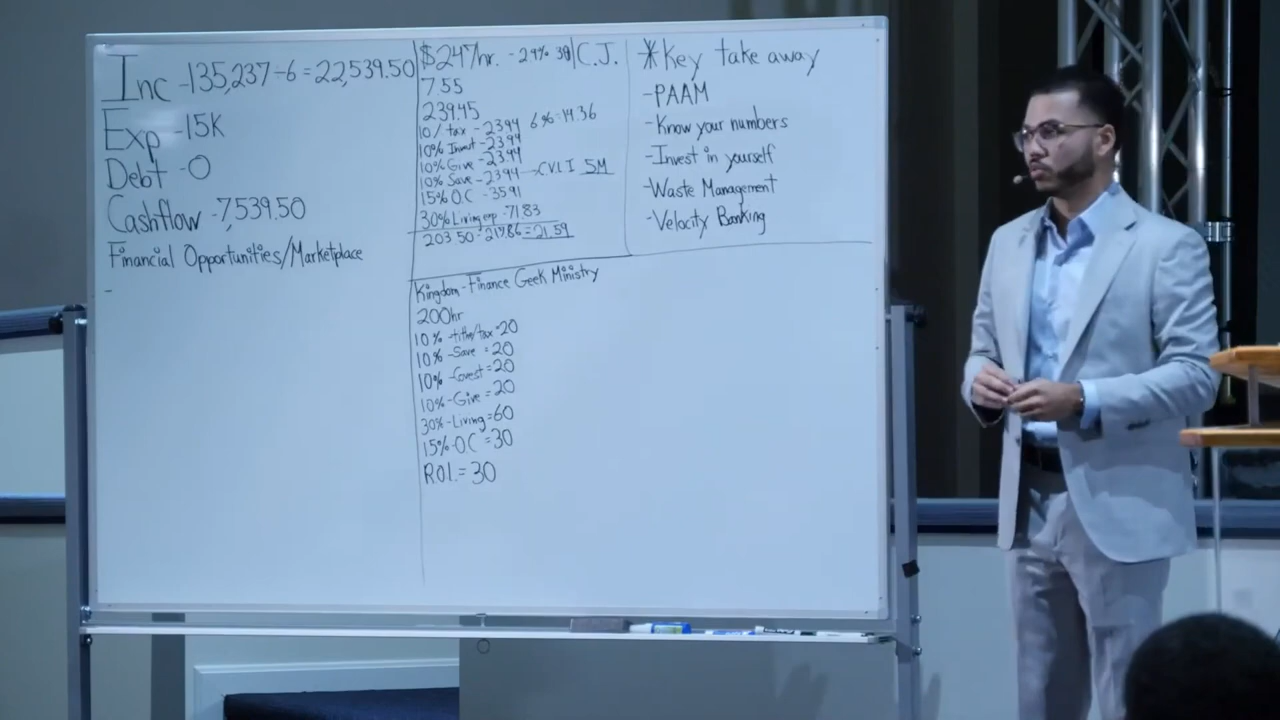 Inc -135,237÷6=22,539.50
Exp -15K
Debt -0
Cashflow -7,539.50
Financial Opportunities/Marketplace
-
$247/hr. -24% 30/C.J.
7.55
239.45
10/tax -23.94 6%=14.36
10% Invest -23.94
10% Give -23.94
10% Save -23.94 →CVLI 5M
15% O.C -35.91
30% Living exp -71.83
203.50-217.86=21.59
Kingdom-Finance Geek Ministry
200hr
10% -tithe/tax=20
10% -Save =20
10% -Invest=20
10%-Give =20
30%-Living=60
15%-O.C =30
ROI.=30
*Key take away
-PAAM
-Know your numbers
-Invest in yourself
-Waste Management
-Velocity Banking